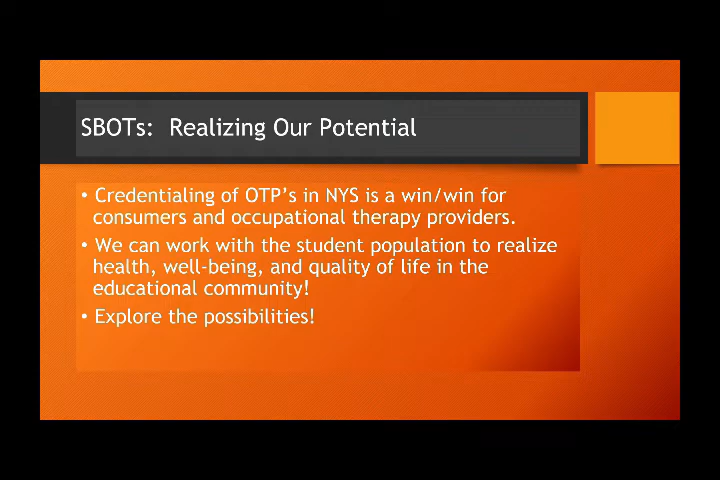 SBOTs: Realizing Our Potential
• Credentialing of OTP's in NYS is a win/win for
consumers and occupational therapy providers.
• We can work with the student population to realize
health, well-being, and quality of life in the
educational community!
• Explore the possibilities!